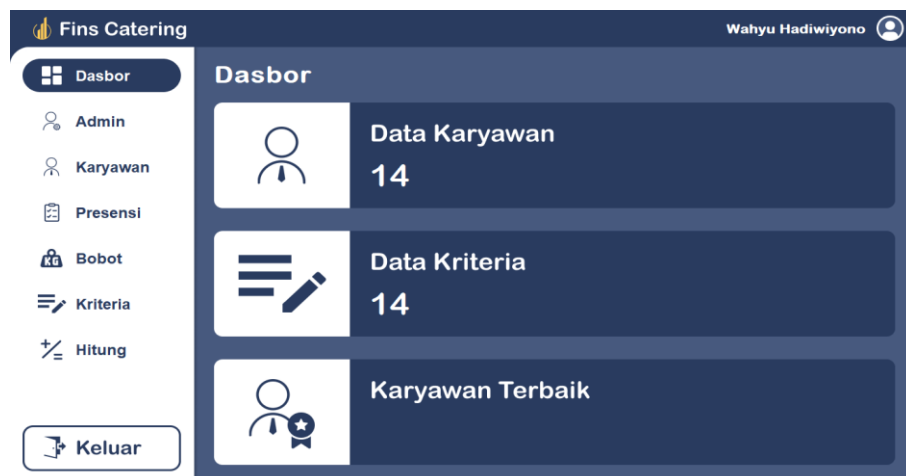 Fins Catering
Wahyu Hadiwiyono
Dasbor
Admin
Karyawan
Presensi
KG Bobot
Kriteria
Hitung
Keluar
Dasbor
Data Karyawan
14
Data Kriteria
14
Karyawan Terbaik